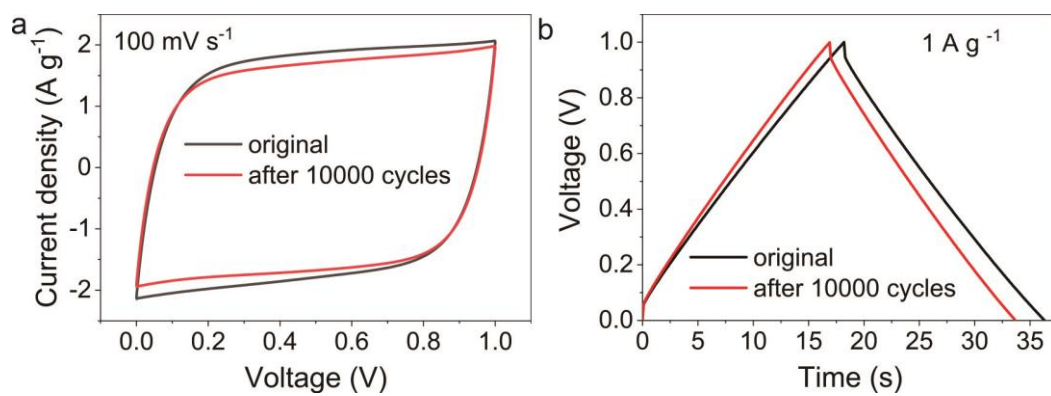 a
100 mV s⁻¹
Current density (A g⁻¹)
2
1
0
-1
-2
original
after 10000 cycles
0.0 0.2 0.4 0.6 0.8 1.0
Voltage (V)
b
1 A g ⁻¹
Voltage (V)
1.0
0.8
0.6
0.4
0.2
0.0
original
after 10000 cycles
0 5 10 15 20 25 30 35
Time (s)